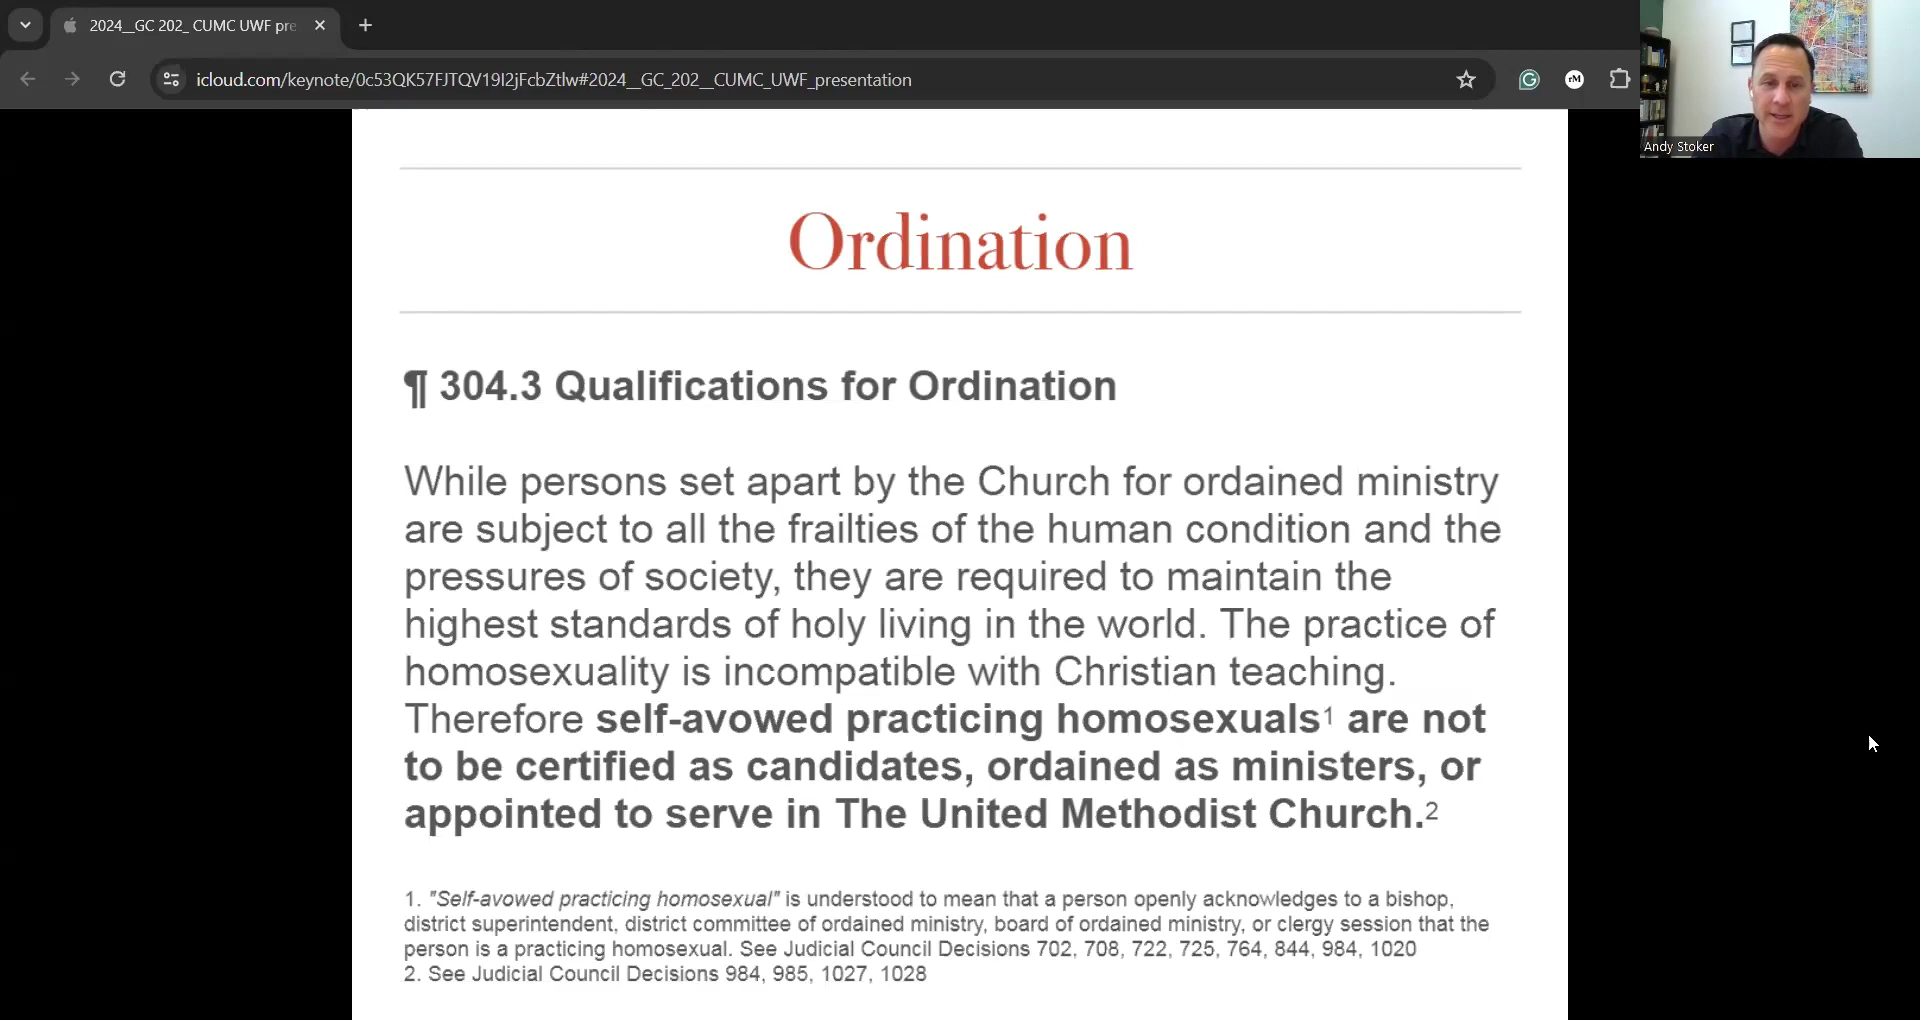 2024__GC 202_ CUMC UWF pre
icloud.com/keynote/0c53QK57FJTQV19I2jFcbZtlw#2024__GC_202__CUMC_UWF_presentation
rM
Andy Stoker
Ordination
¶ 304.3 Qualifications for Ordination
While persons set apart by the Church for ordained ministry
are subject to all the frailties of the human condition and the
pressures of society, they are required to maintain the
highest standards of holy living in the world. The practice of
homosexuality is incompatible with Christian teaching.
Therefore self-avowed practicing homosexuals1 are not
to be certified as candidates, ordained as ministers, or
appointed to serve in The United Methodist Church.2
1. "Self-avowed practicing homosexual" is understood to mean that a person openly acknowledges to a bishop,
district superintendent, district committee of ordained ministry, board of ordained ministry, or clergy session that the
person is a practicing homosexual. See Judicial Council Decisions 702, 708, 722, 725, 764, 844, 984, 1020
2. See Judicial Council Decisions 984, 985, 1027, 1028